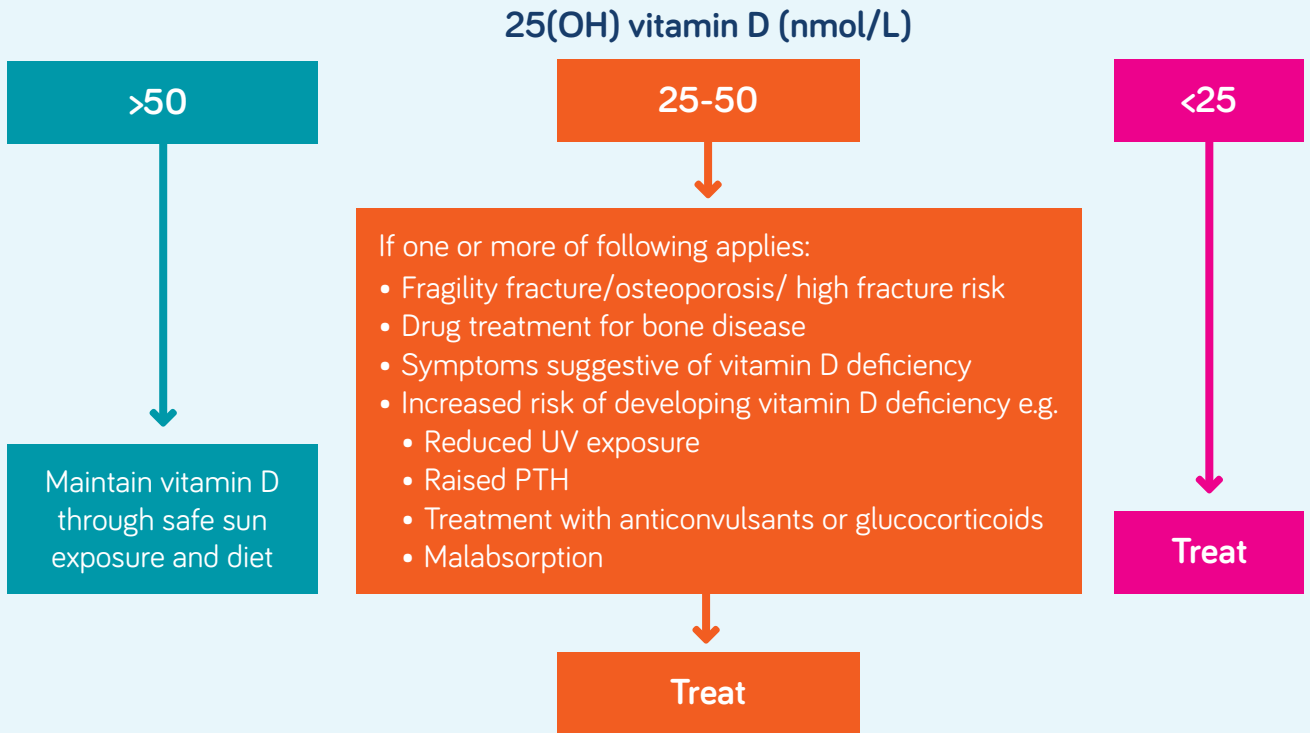 25(OH) vitamin D (nmol/L)
>50
25-50
<25
If one or more of following applies:
• Fragility fracture/osteoporosis/ high fracture risk
• Drug treatment for bone disease
• Symptoms suggestive of vitamin D deficiency
• Increased risk of developing vitamin D deficiency e.g.
• Reduced UV exposure
• Raised PTH
• Treatment with anticonvulsants or glucocorticoids
• Malabsorption
Maintain vitamin D
through safe sun
exposure and diet
Treat
Treat